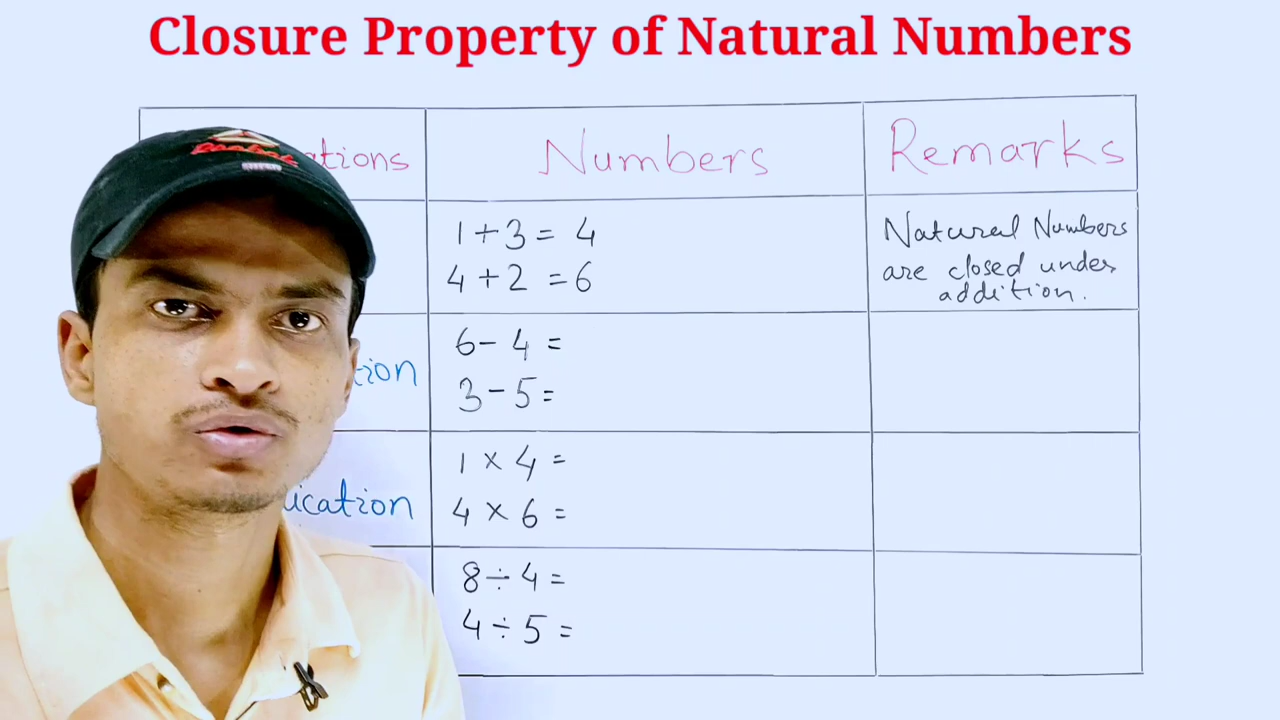 Closure Property of Natural Numbers
ations Numbers Remarks
1+3= 4
4+2 =6
Natural Numbers
are closed under
addition.
tion
6- 4 =
3-5=
ication
1 × 4 =
4 × 6 =
8÷4=
4÷5 =